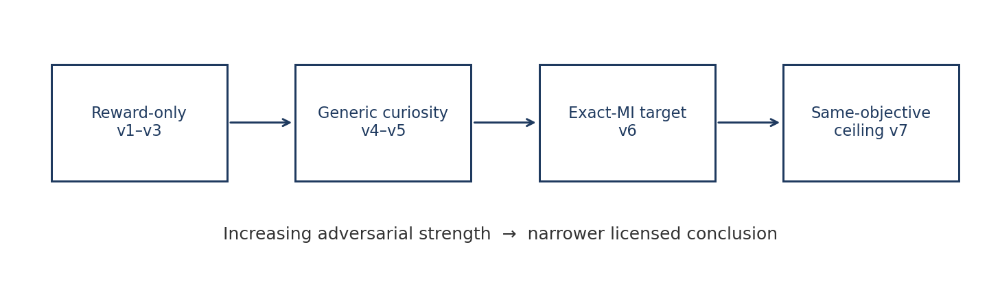 Reward-only
v1–v3
Generic curiosity
v4–v5
Exact-MI target
v6
Same-objective
ceiling v7
Increasing adversarial strength → narrower licensed conclusion